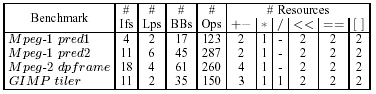 Benchmark # # # # # Resources
Ifs Lps BBs Ops +− * / << == [ ]
Mpeg-1 pred1 4 2 17 123 2 1 - 2 2 2
Mpeg-1 pred2 11 6 45 287 2 1 - 2 2 2
Mpeg-2 dpframe 18 4 61 260 4 1 - 2 2 2
GIMP tiler 11 2 35 150 3 1 1 2 2 2